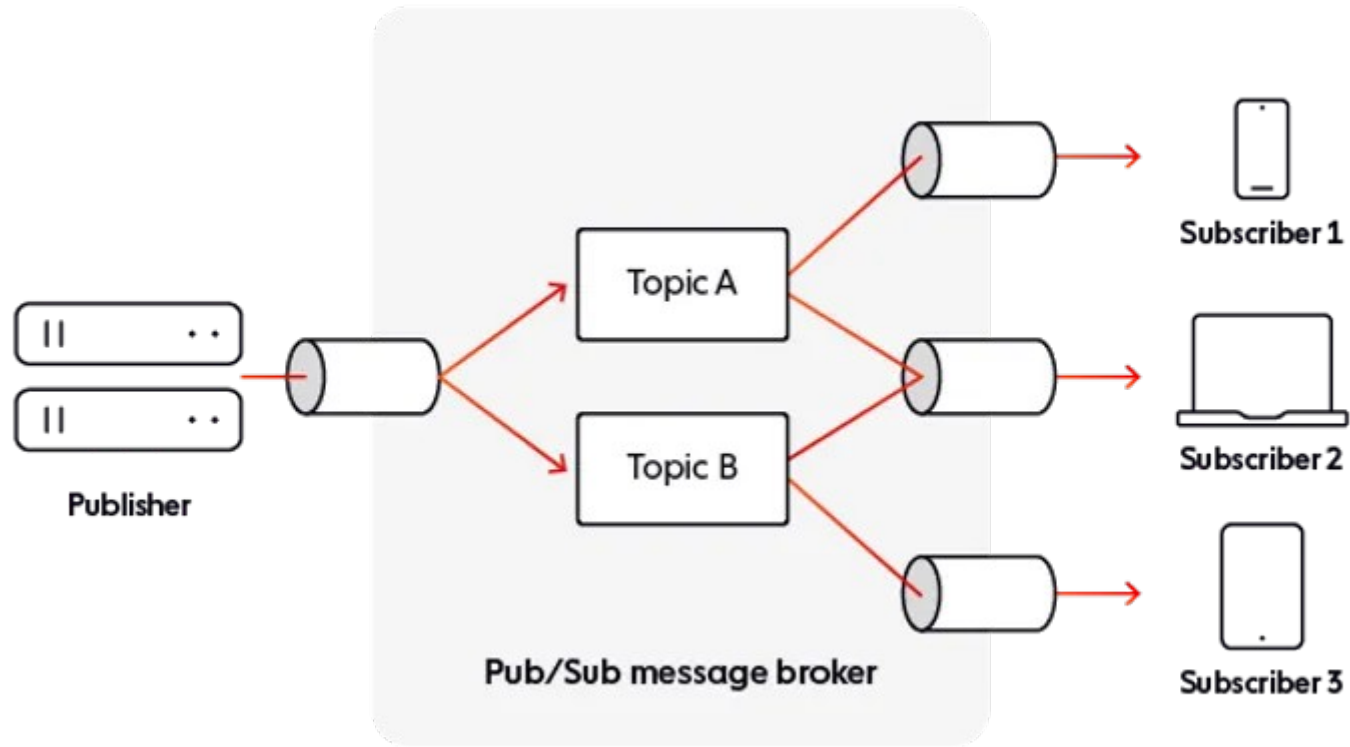 Topic A
Topic B
Publisher
Pub/Sub message broker
Subscriber 1
Subscriber 2
Subscriber 3